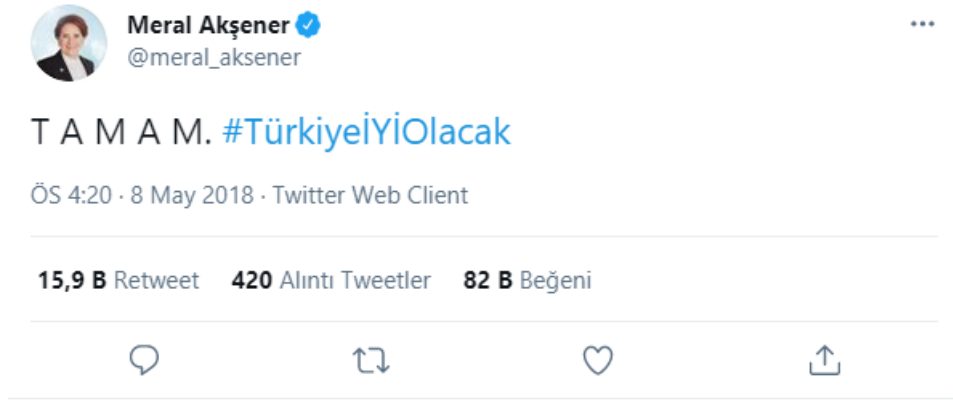 Meral Akşener
@meral_aksener
T A M A M. #TürkiyeİYİOlacak
ÖS 4:20 · 8 May 2018 · Twitter Web Client
15,9 B Retweet 420 Alıntı Tweetler 82 B Beğeni